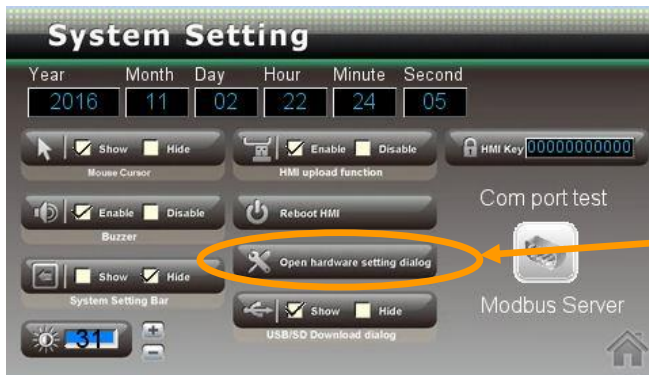 System Setting
Year Month Day Hour Minute Second
2016 11 02 22 24 05
Show Hide
Mouse Cursor
Enable Disable
HMI upload function
HMI Key 00000000000
Enable Disable
Buzzer
Reboot HMI
Com port test
Open hardware setting dialog
Show Hide
System Setting Bar
Show Hide
USB/SD Download dialog
Modbus Server
31